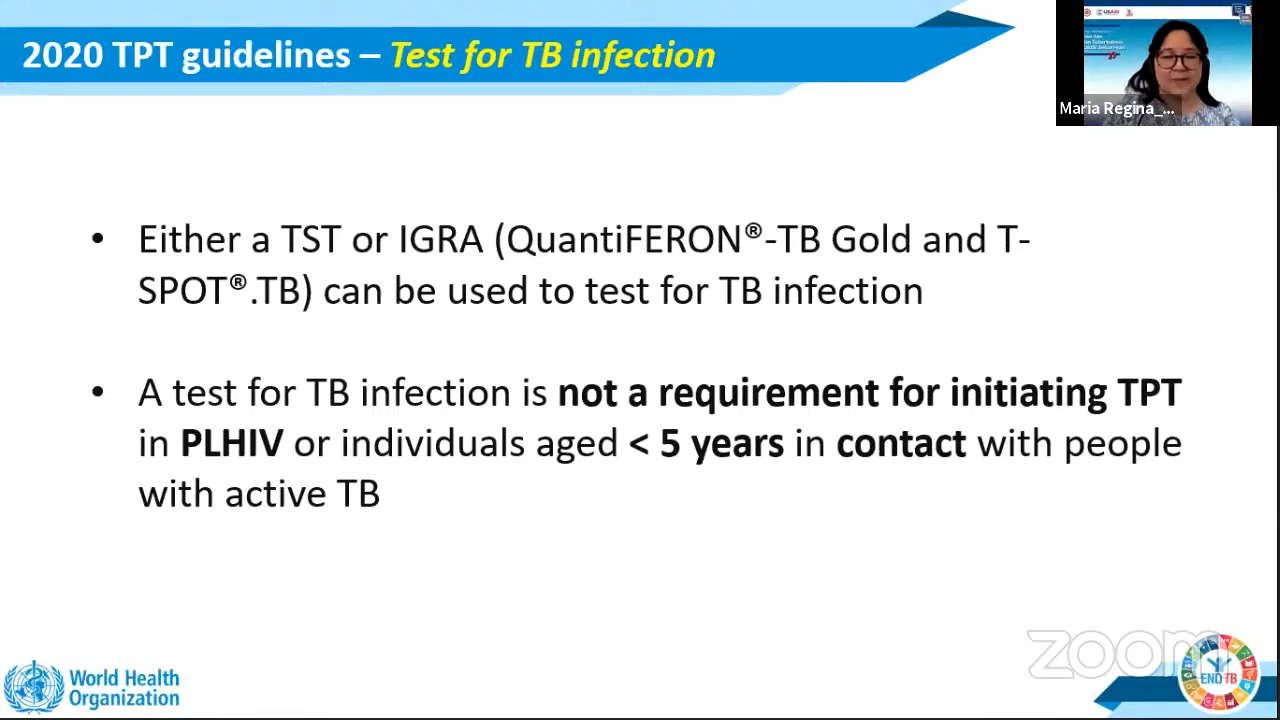 2020 TPT guidelines – Test for TB infection
USAID
Maria Regina_...
• Either a TST or IGRA (QuantiFERON®-TB Gold and T-
SPOT®.TB) can be used to test for TB infection
• A test for TB infection is not a requirement for initiating TPT
in PLHIV or individuals aged < 5 years in contact with people
with active TB
zoom
World Health
Organization
END TB